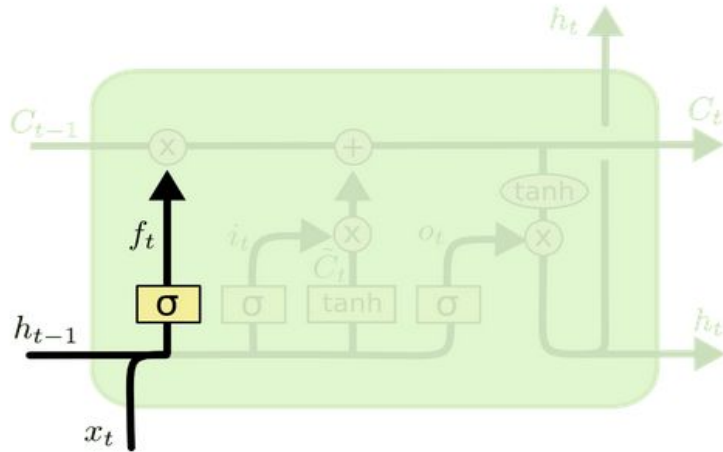 h_t
C_{t-1}
C_t
x
+
tanh
f_t
i_t
x
o_t
x
C̃_t
σ
σ
tanh
σ
h_{t-1}
h_t
x_t